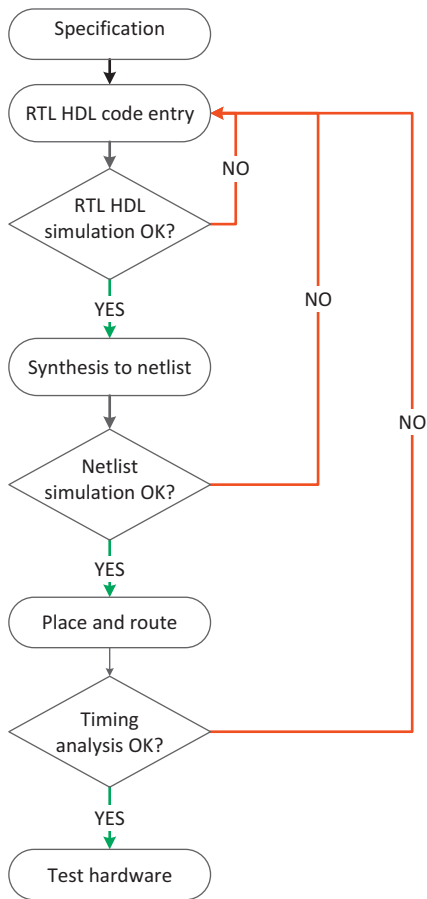 Specification
RTL HDL code entry
NO
RTL HDL
simulation OK?
YES
NO
Synthesis to netlist
NO
Netlist
simulation OK?
YES
Place and route
Timing
analysis OK?
YES
Test hardware